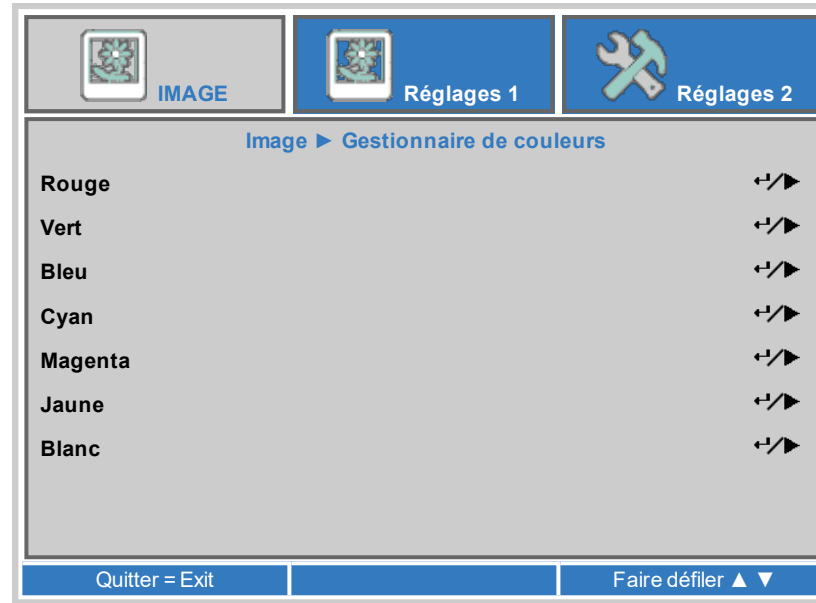 IMAGE
Réglages 1
Réglages 2
Image ► Gestionnaire de couleurs
Rouge ↵/►
Vert ↵/►
Bleu ↵/►
Cyan ↵/►
Magenta ↵/►
Jaune ↵/►
Blanc ↵/►
Quitter = Exit
Faire défiler ▲ ▼